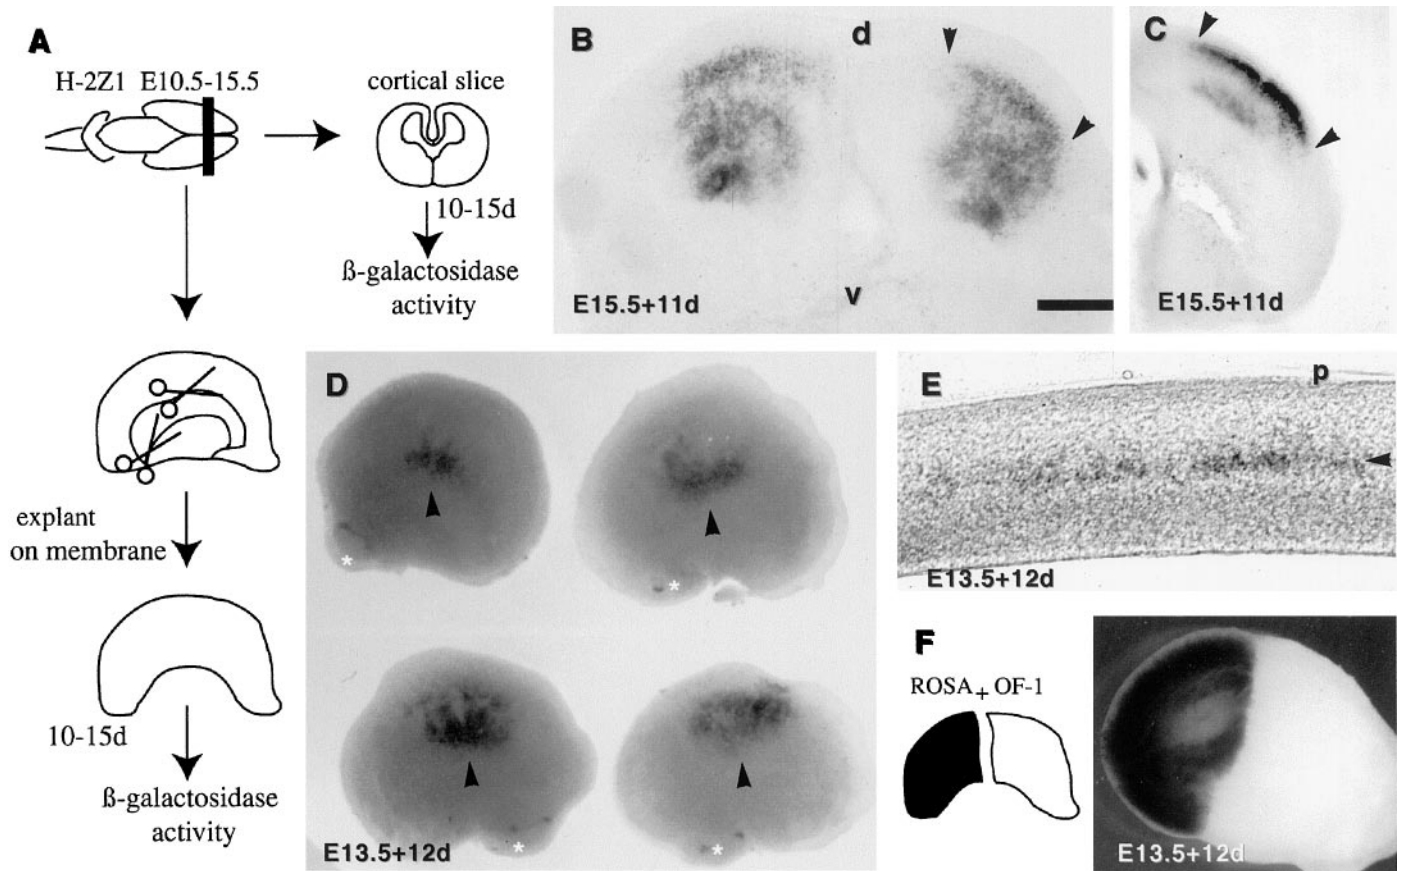 A
H-2Z1 E10.5-15.5
cortical slice
10-15d
ß-galactosidase
activity
explant
on membrane
10-15d
ß-galactosidase
activity
B
d
v
E15.5+11d
C
E15.5+11d
D
*
*
*
*
E13.5+12d
E
p
E13.5+12d
F
ROSA + OF-1
E13.5+12d